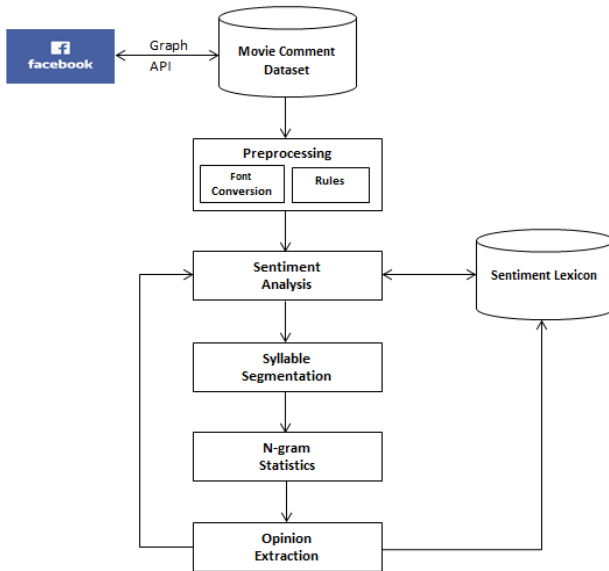 facebook
Graph
API
Movie Comment
Dataset
Preprocessing
Font
Conversion
Rules
Sentiment
Analysis
Sentiment Lexicon
Syllable
Segmentation
N-gram
Statistics
Opinion
Extraction